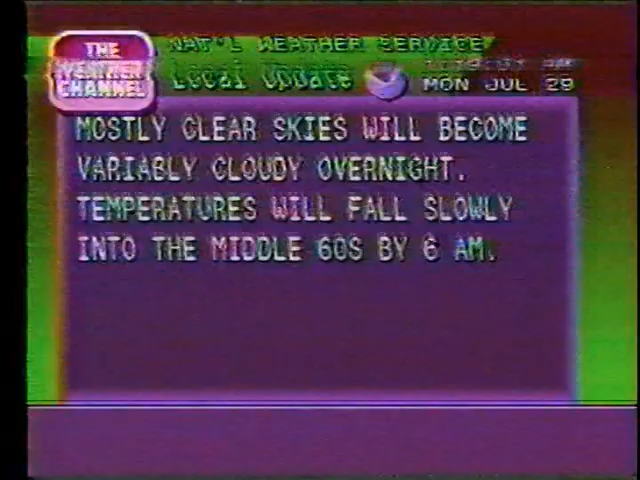 THE
WEATHER
CHANNEL
NAT'L WEATHER SERVICE
Local Update
MON JUL 29
MOSTLY CLEAR SKIES WILL BECOME
VARIABLY CLOUDY OVERNIGHT.
TEMPERATURES WILL FALL SLOWLY
INTO THE MIDDLE 60S BY 6 AM.